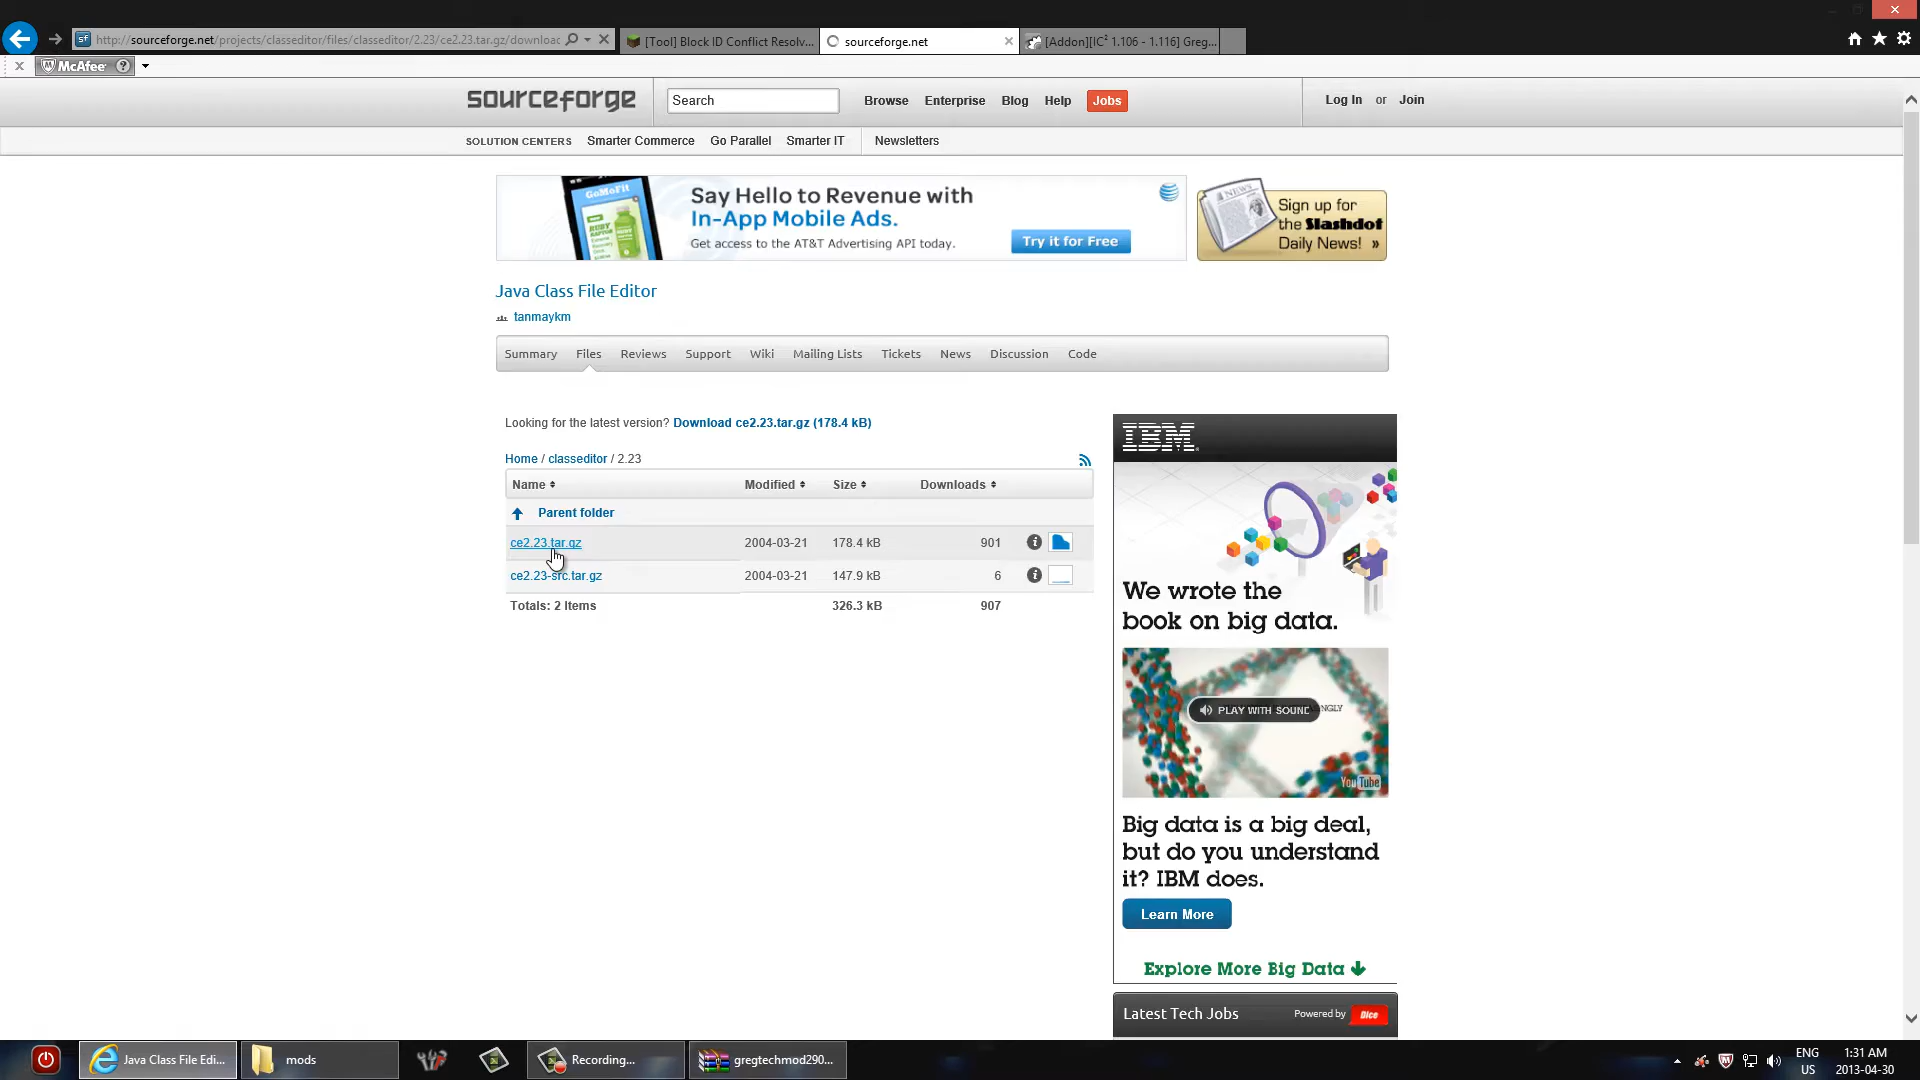 http://sourceforge.net/projects/classeditor/files/classeditor/2.23/ce2.23.tar.gz/downloac
[Tool] Block ID Conflict Resolv...
sourceforge.net
[Addon][IC² 1.106 - 1.116] Greg...
McAfee
sourceforge
Search
Browse
Enterprise
Blog
Help
Jobs
Log In or Join
SOLUTION CENTERS
Smarter Commerce
Go Parallel
Smarter IT
Newsletters
GoMoFit
Say Hello to Revenue with
In-App Mobile Ads.
Get access to the AT&T Advertising API today.
Try it for Free
NEWS
Sign up for
the Slashdot
Daily News! »
Java Class File Editor
tanmaykm
Summary
Files
Reviews
Support
Wiki
Mailing Lists
Tickets
News
Discussion
Code
Looking for the latest version? Download ce2.23.tar.gz (178.4 kB)
Home / classeditor / 2.23
Name
Modified
Size
Downloads
Parent folder
ce2.23.tar.gz
2004-03-21
178.4 kB
901
ce2.23-src.tar.gz
2004-03-21
147.9 kB
6
Totals: 2 Items
326.3 kB
907
IBM
We wrote the
book on big data.
PLAY WITH SOUND
YouTube
Big data is a big deal,
but do you understand
it? IBM does.
Learn More
Explore More Big Data
Latest Tech Jobs
Powered by
Dice
Java Class File Edi...
mods
Recording...
gregtechmod290...
ENG
US
1:31 AM
2013-04-30